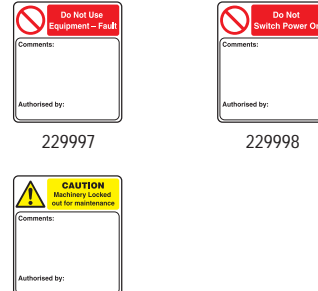 Do Not Use
Equipment – Fault
Comments:
Authorised by:
229997
Do Not
Switch Power On
Comments:
Authorised by:
229998
CAUTION
Machinery Locked
out for maintenance
Comments:
Authorised by: